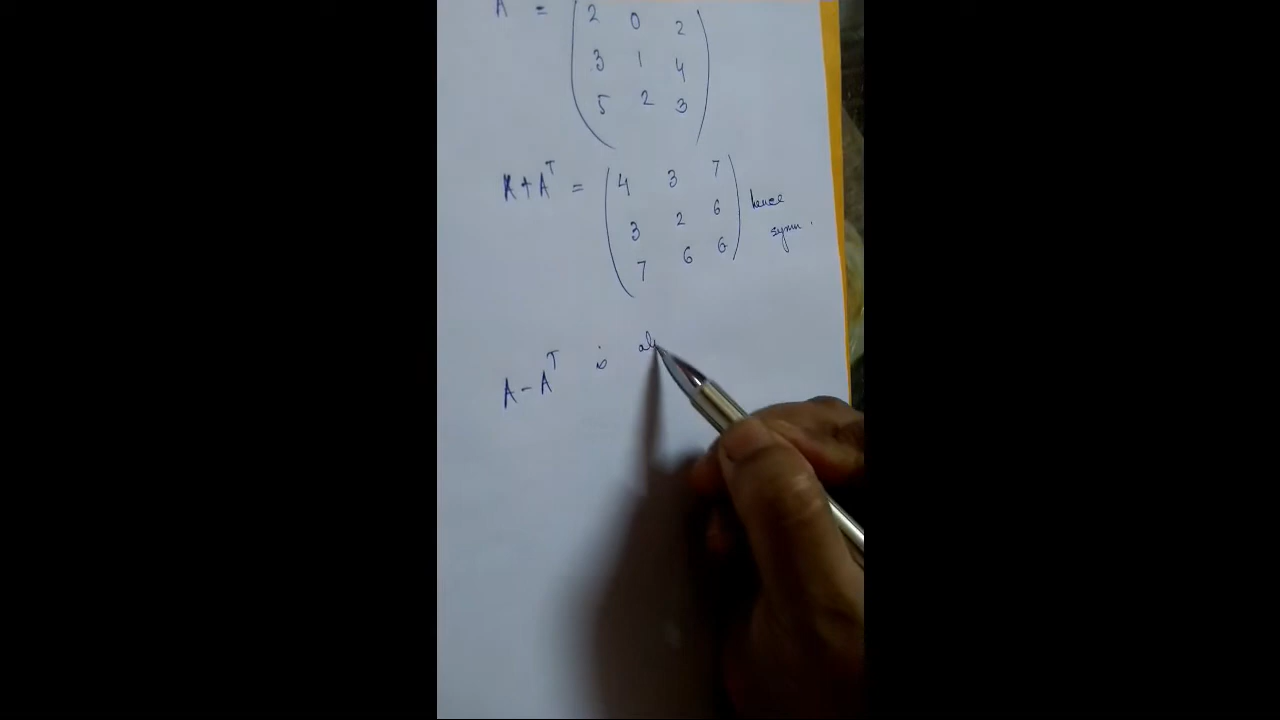 A = ( 2 0 2
3 1 4
5 2 3 )
A + A^T = ( 4 3 7
3 2 6
7 6 6 ) hence
symm.
A - A^T is al